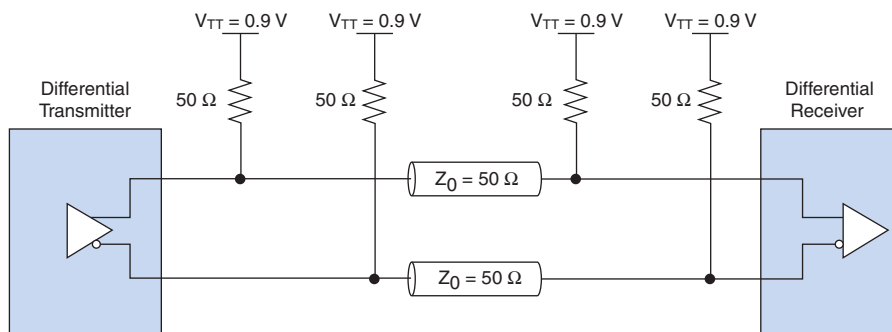 V_TT = 0.9 V V_TT = 0.9 V V_TT = 0.9 V V_TT = 0.9 V
Differential
Transmitter
Differential
Receiver
50 Ω 50 Ω 50 Ω 50 Ω
Z_0 = 50 Ω
Z_0 = 50 Ω